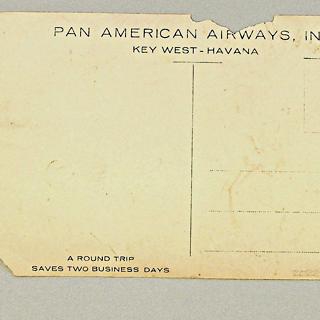 PAN AMERICAN AIRWAYS, IN
KEY WEST - HAVANA
A ROUND TRIP
SAVES TWO BUSINESS DAYS